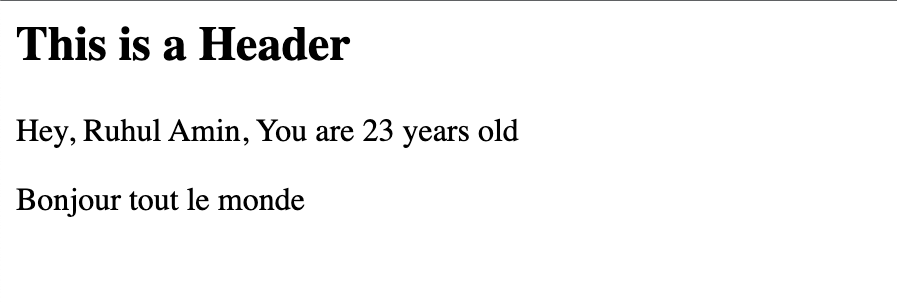 This is a Header
Hey, Ruhul Amin, You are 23 years old
Bonjour tout le monde